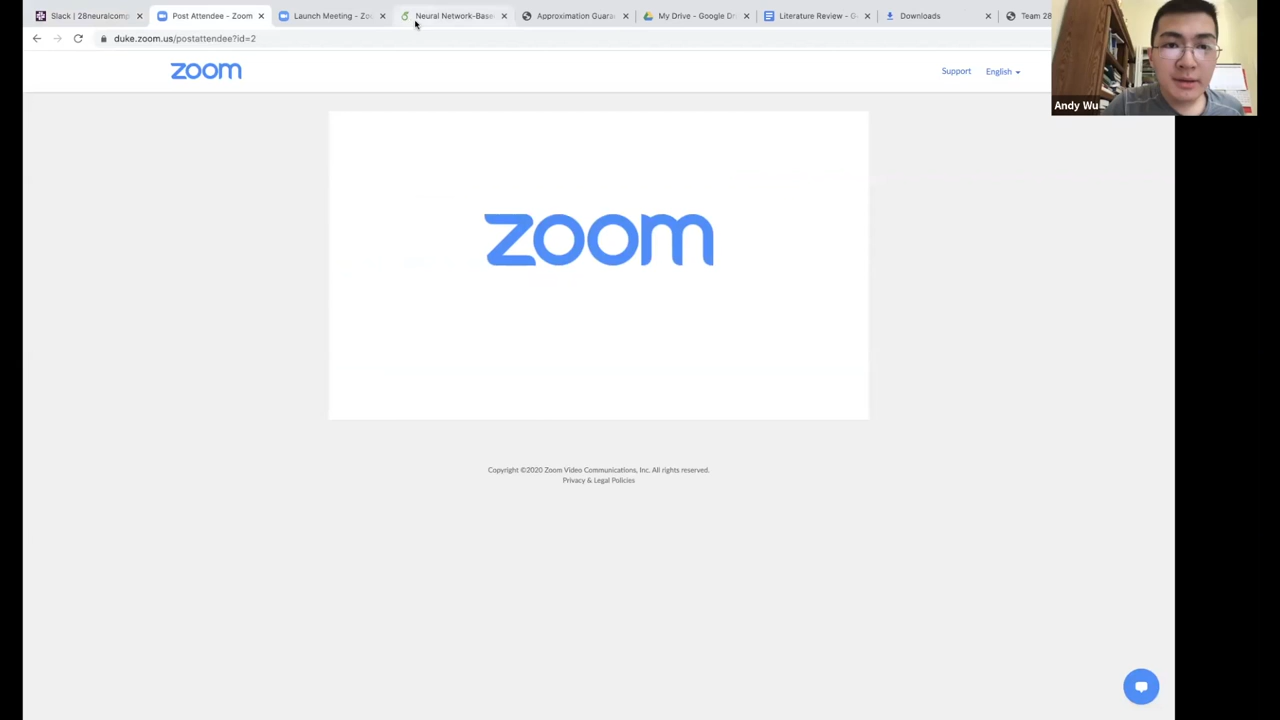 Slack | 28neuralcomp
Post Attendee - Zoom
Launch Meeting - Zoo
Neural Network-Base
Approximation Guara
My Drive - Google Dr
Literature Review - G
Downloads
Team 28
duke.zoom.us/postattendee?id=2
zoom
Support
English
Andy Wu
zoom
Copyright ©2020 Zoom Video Communications, Inc. All rights reserved.
Privacy & Legal Policies